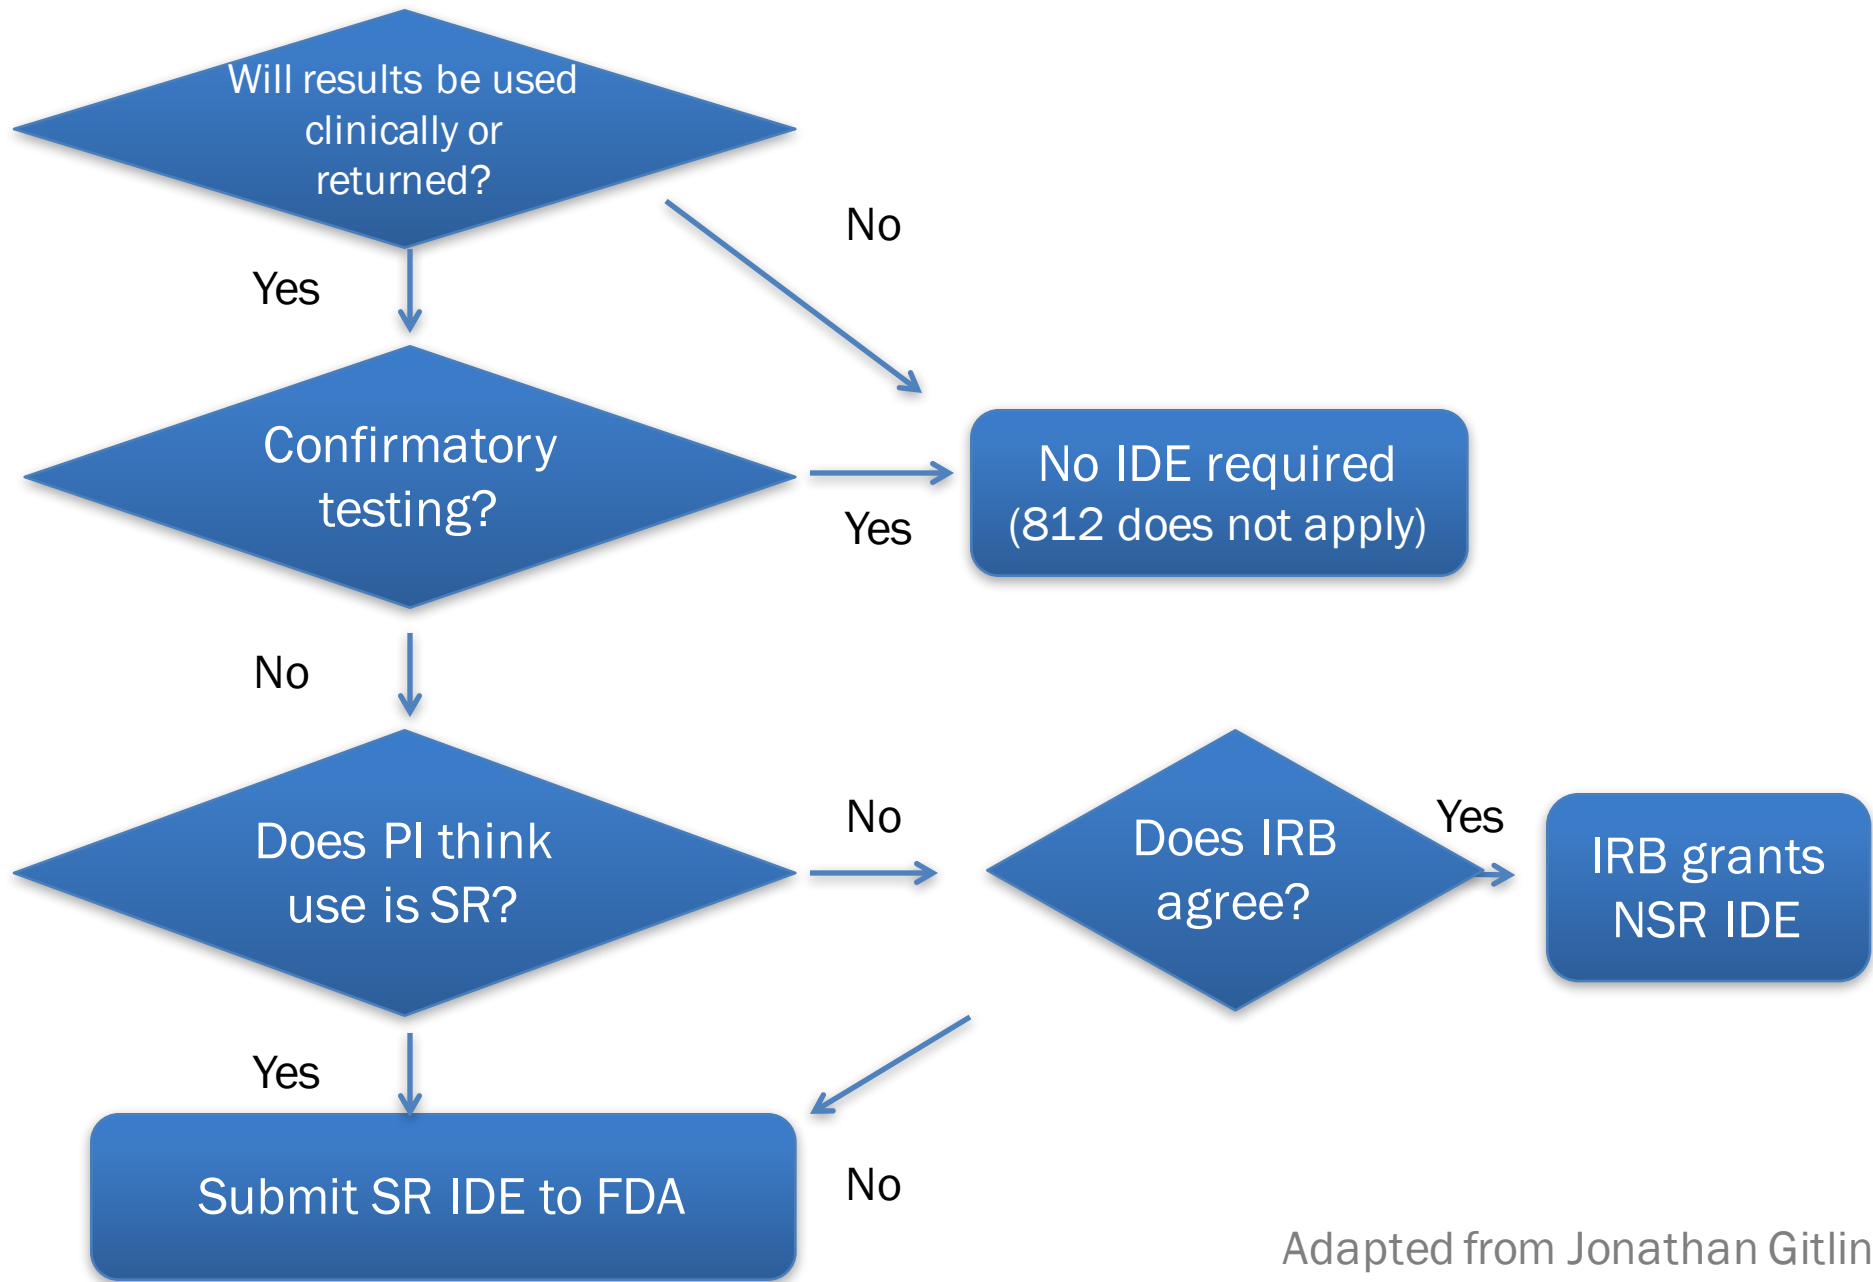 Will results be used
clinically or
returned?
No
Yes
Confirmatory
testing?
Yes
No IDE required
(812 does not apply)
No
Does PI think
use is SR?
No
Does IRB
agree?
Yes
IRB grants
NSR IDE
Yes
No
Submit SR IDE to FDA
Adapted from Jonathan Gitlin